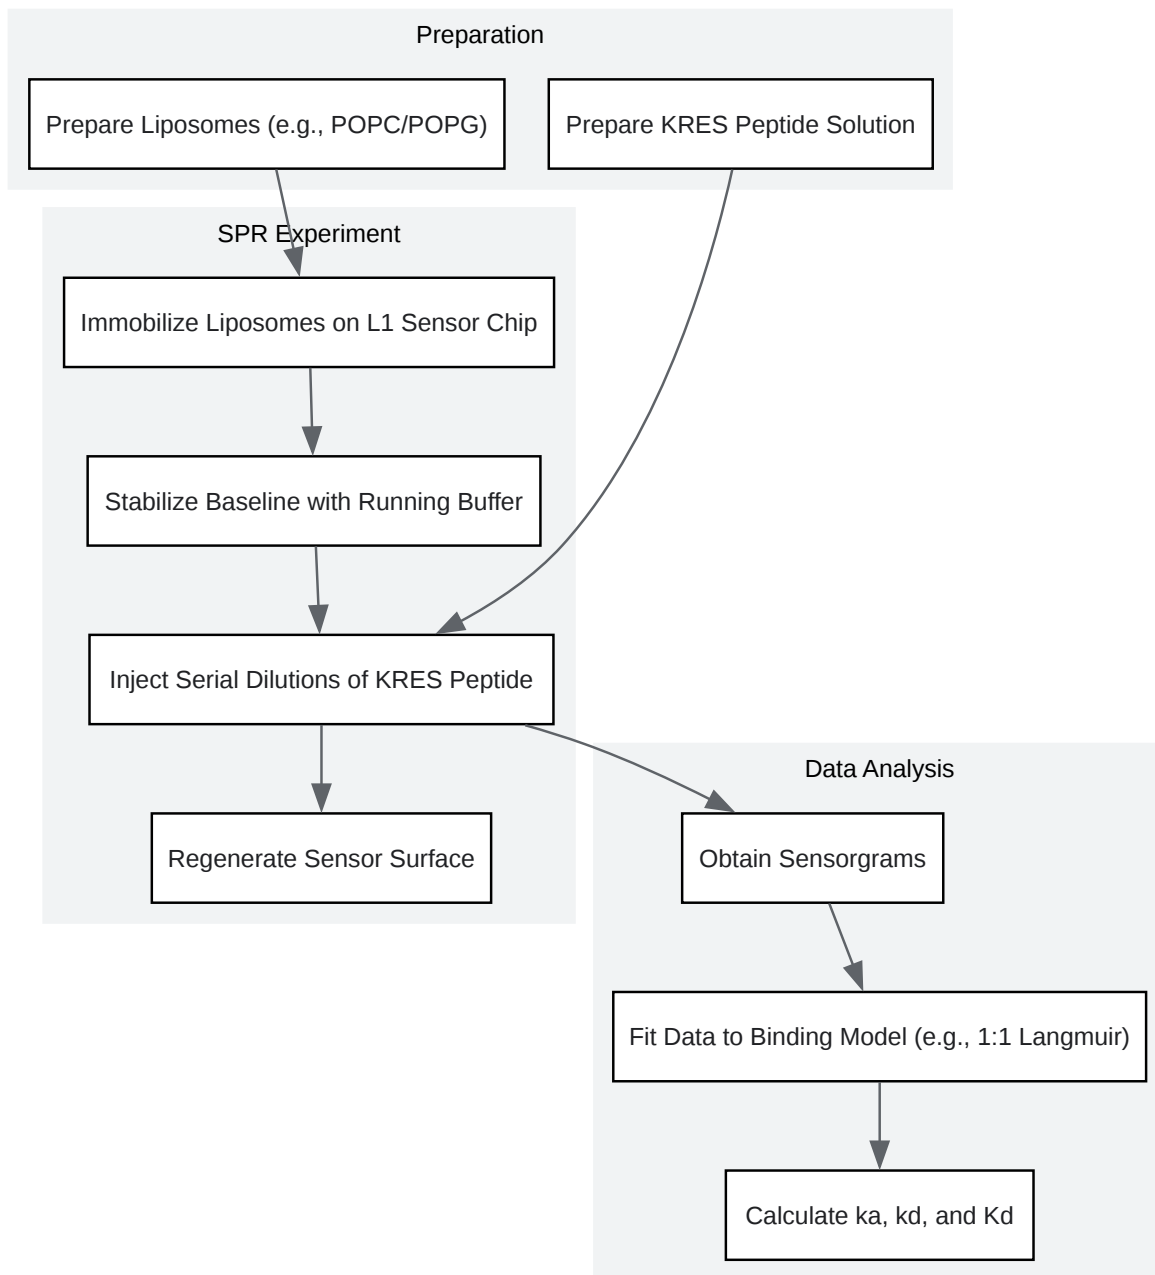 Preparation
Prepare Liposomes (e.g., POPC/POPG)
Prepare KRES Peptide Solution
SPR Experiment
Immobilize Liposomes on L1 Sensor Chip
Stabilize Baseline with Running Buffer
Inject Serial Dilutions of KRES Peptide
Regenerate Sensor Surface
Data Analysis
Obtain Sensorgrams
Fit Data to Binding Model (e.g., 1:1 Langmuir)
Calculate ka, kd, and Kd